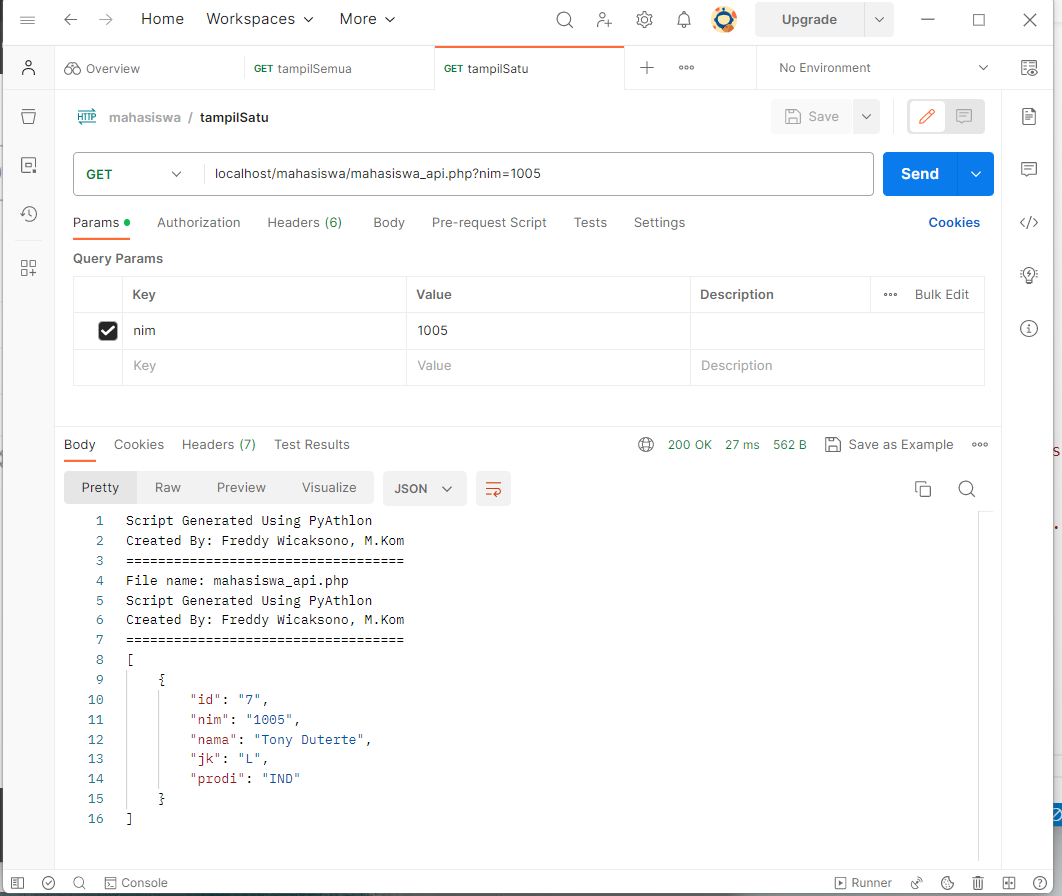 Home Workspaces More Upgrade
Overview GET tampilSemua GET tampilSatu No Environment
HTTP mahasiswa / tampilSatu Save
GET localhost/mahasiswa/mahasiswa_api.php?nim=1005 Send
Params Authorization Headers (6) Body Pre-request Script Tests Settings Cookies
Query Params
Key Value Description Bulk Edit
nim 1005
Key Value Description
Body Cookies Headers (7) Test Results 200 OK 27 ms 562 B Save as Example
Pretty Raw Preview Visualize JSON
1 Script Generated Using PyAthlon
2 Created By: Freddy Wicaksono, M.Kom
3 ===================================
4 File name: mahasiswa_api.php
5 Script Generated Using PyAthlon
6 Created By: Freddy Wicaksono, M.Kom
7 ===================================
8 [
9 {
10 "id": "7",
11 "nim": "1005",
12 "nama": "Tony Duterte",
13 "jk": "L",
14 "prodi": "IND"
15 }
16 ]
Console Runner